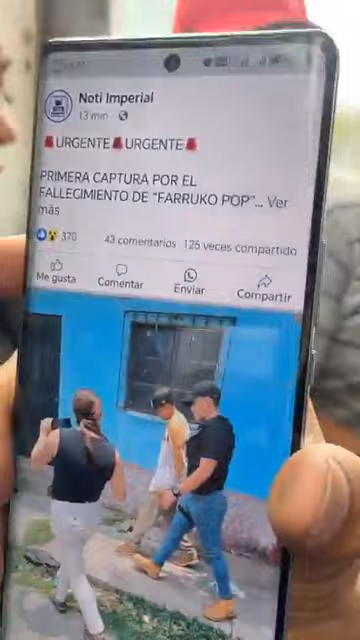 Noti Imperial
13 min
URGENTE URGENTE
PRIMERA CAPTURA POR EL
FALLECIMIENTO DE "FARRUKO POP"... Ver
más
370
43 comentarios 125 veces compartido
Me gusta
Comentar
Enviar
Compartir